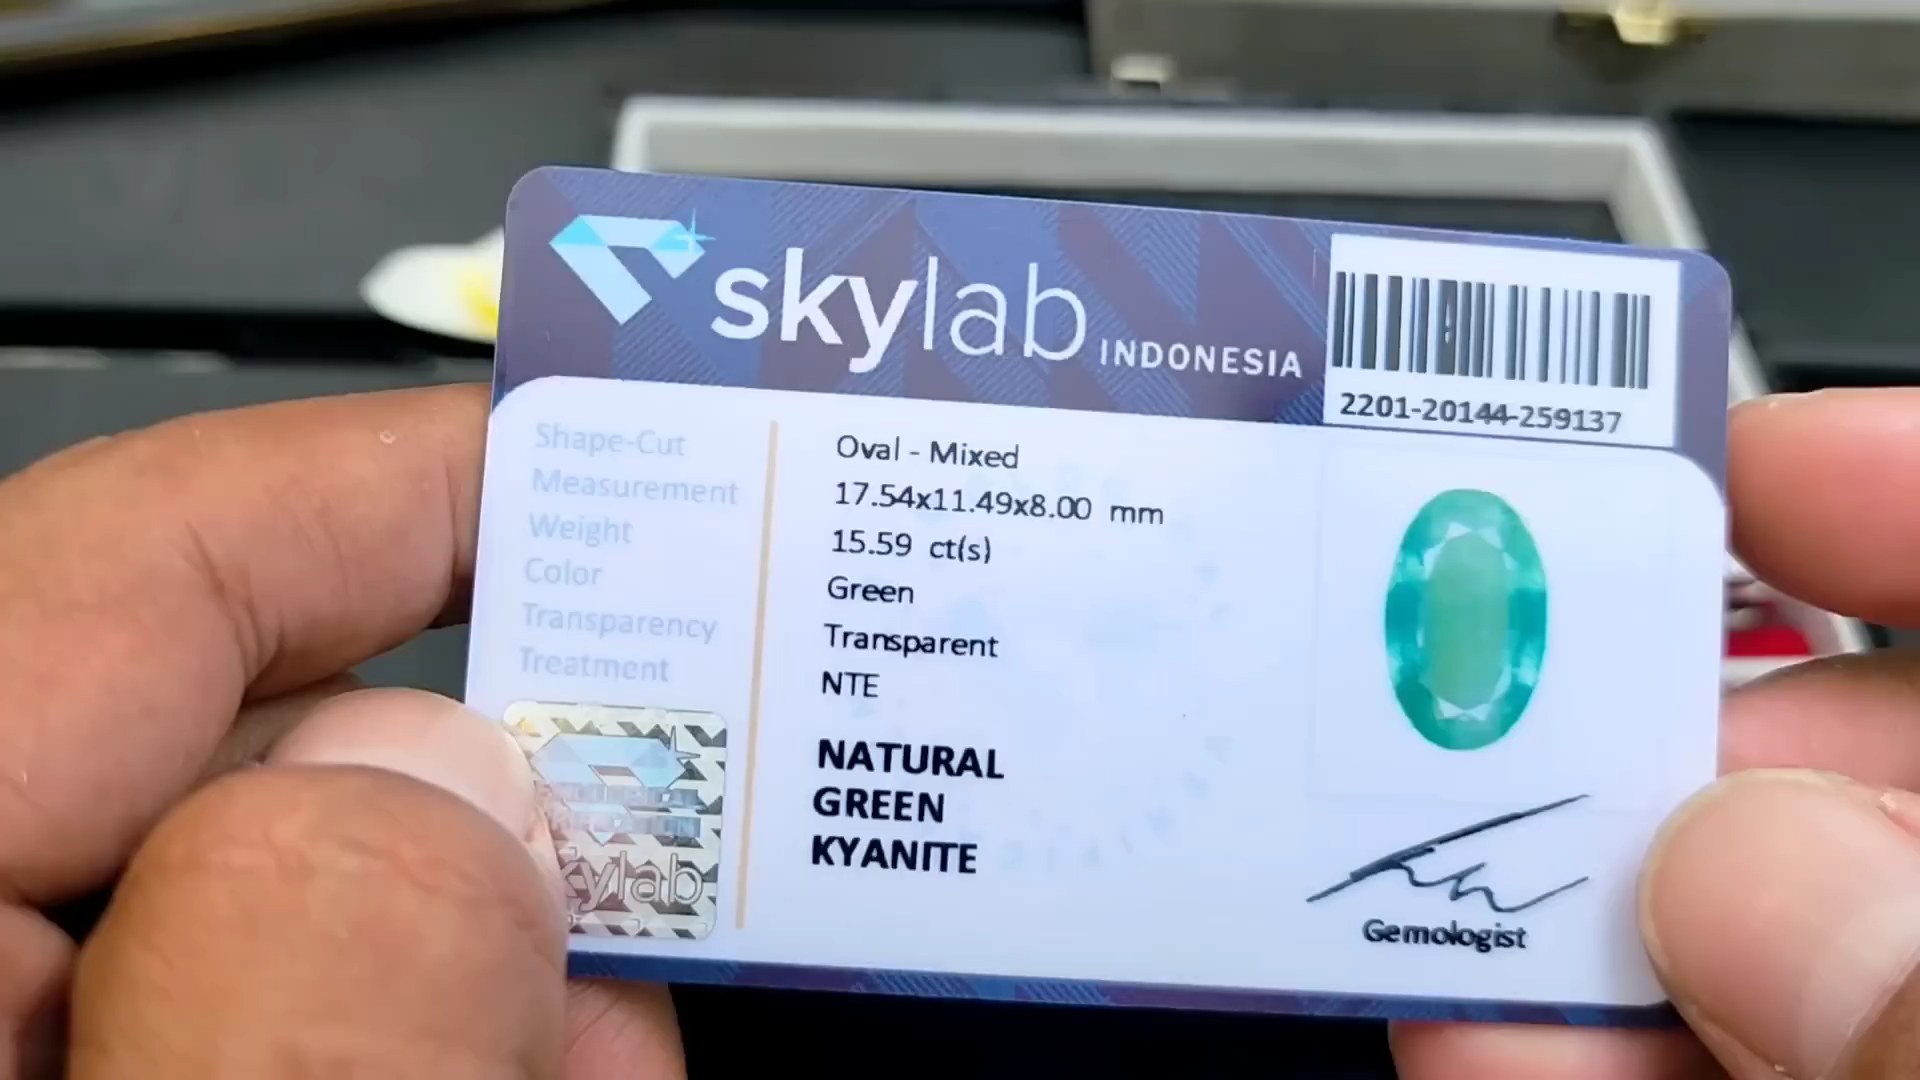 skylab INDONESIA
2201-20144-259137
Shape-Cut Oval - Mixed
Measurement 17.54x11.49x8.00 mm
Weight 15.59 ct(s)
Color Green
Transparency Transparent
Treatment NTE
NATURAL
GREEN
KYANITE
skylab
Gemologist